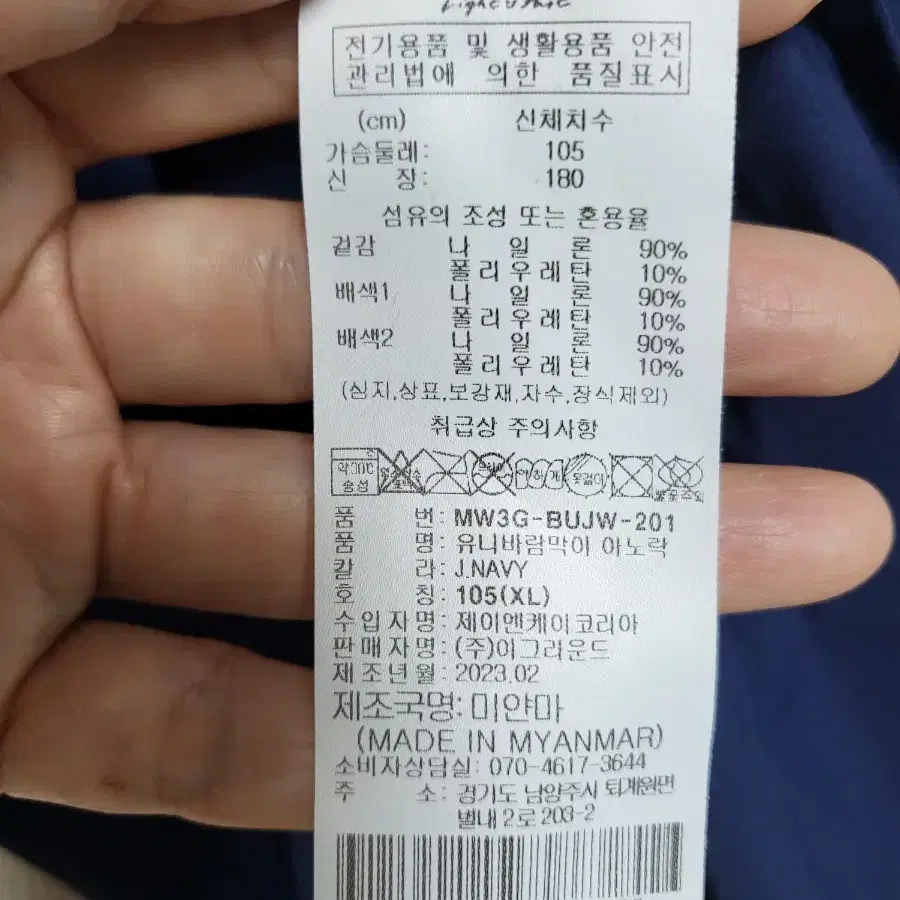 전기용품 및 생활용품 안전
관리법에 의한 품질표시
(cm) 신체치수
가슴둘레: 105
신 장: 180
섬유의 조성 또는 혼용율
겉감 나 일 론 90%
폴리우레탄 10%
배색1 나 일 론 90%
폴리우레탄 10%
배색2 나 일 론 90%
폴리우레탄 10%
(심지,상표,보강재,자수,장식제외)
취급상 주의사항
약하게
옷걸이
중성
품 번: MW3G-BUJW-201
품 명: 유니바람막이 아노락
칼 라: J.NAVY
호 칭: 105(XL)
수입자명: 제이앤케이코리아
판매자명: (주)이그라운드
제조년월: 2023.02
제조국명: 미얀마
(MADE IN MYANMAR)
소비자상담실: 070-4617-3644
주 소: 경기도 남양주시 퇴계원면
별내2로 203-2